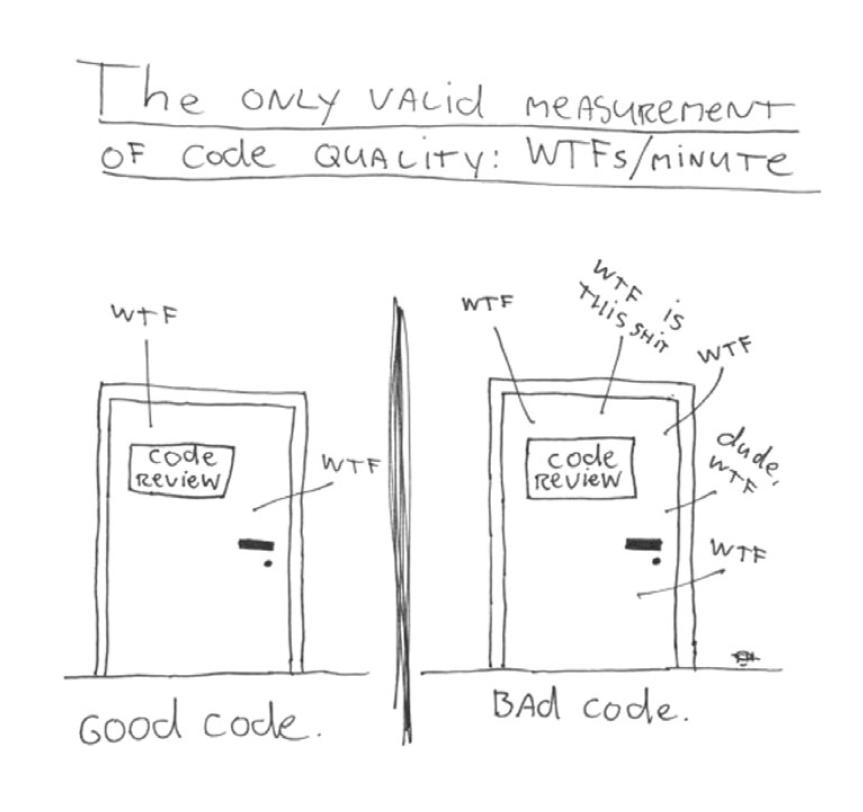 The ONLY VALid MEASUREMENT
OF Code QUALITY: WTFs/MINUTE
WTF
Code
REVIEW
WTF
GOOD CODE.
WTF
WTF is
THIS SHIT
WTF
Code
REVIEW
dude,
WTF
WTF
BAd Code.